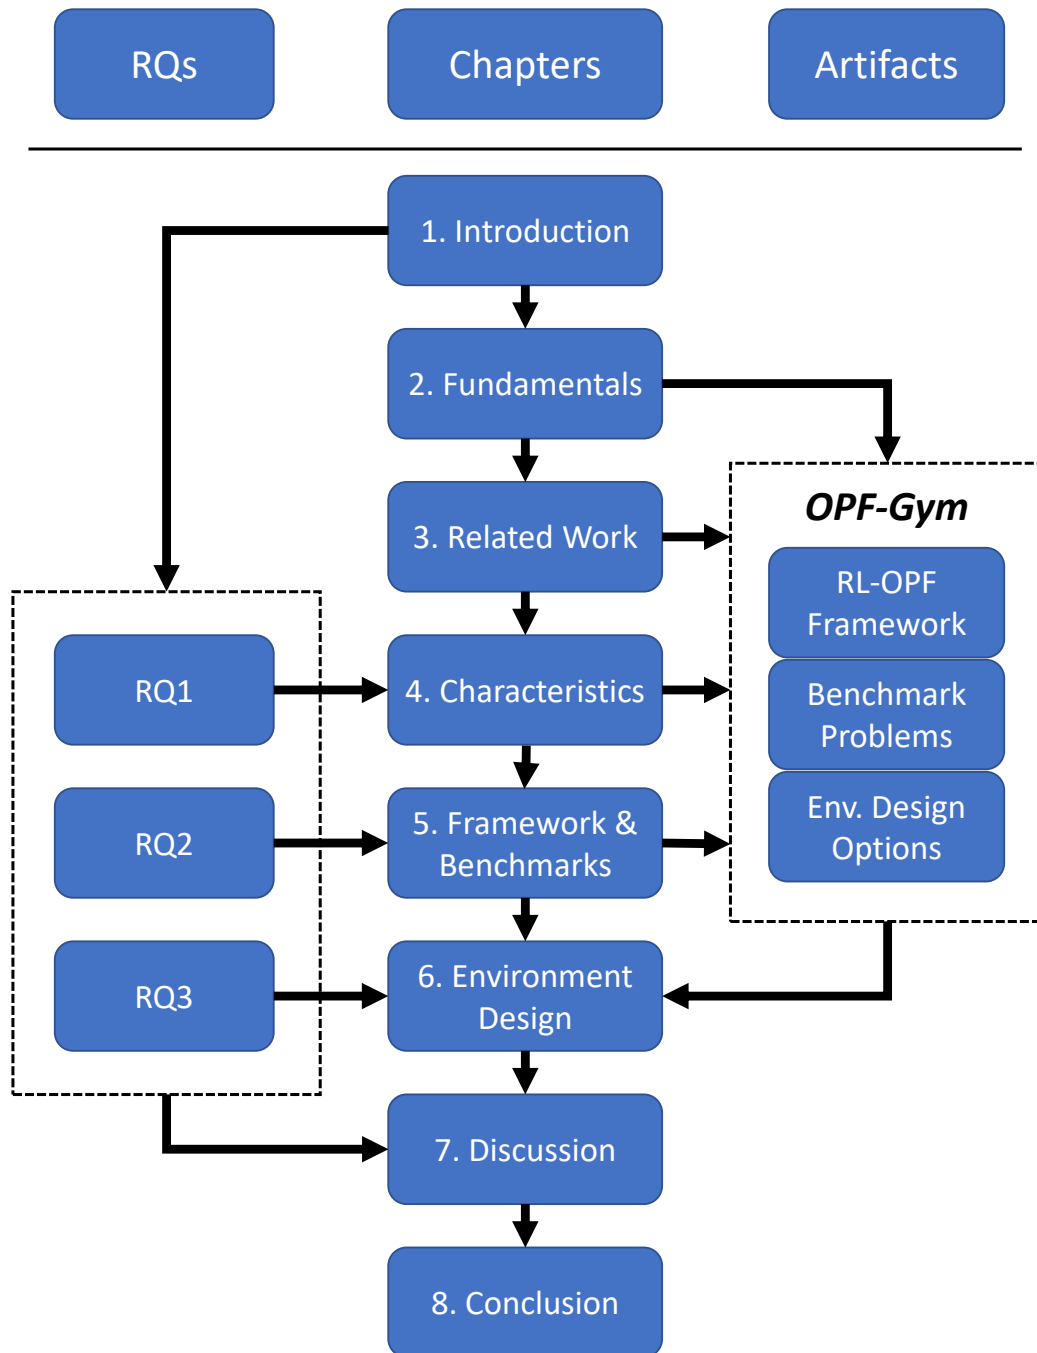 RQs
Chapters
Artifacts
1. Introduction
2. Fundamentals
3. Related Work
OPF-Gym
RL-OPF
Framework
RQ1
4. Characteristics
Benchmark
Problems
RQ2
5. Framework &
Benchmarks
Env. Design
Options
RQ3
6. Environment
Design
7. Discussion
8. Conclusion